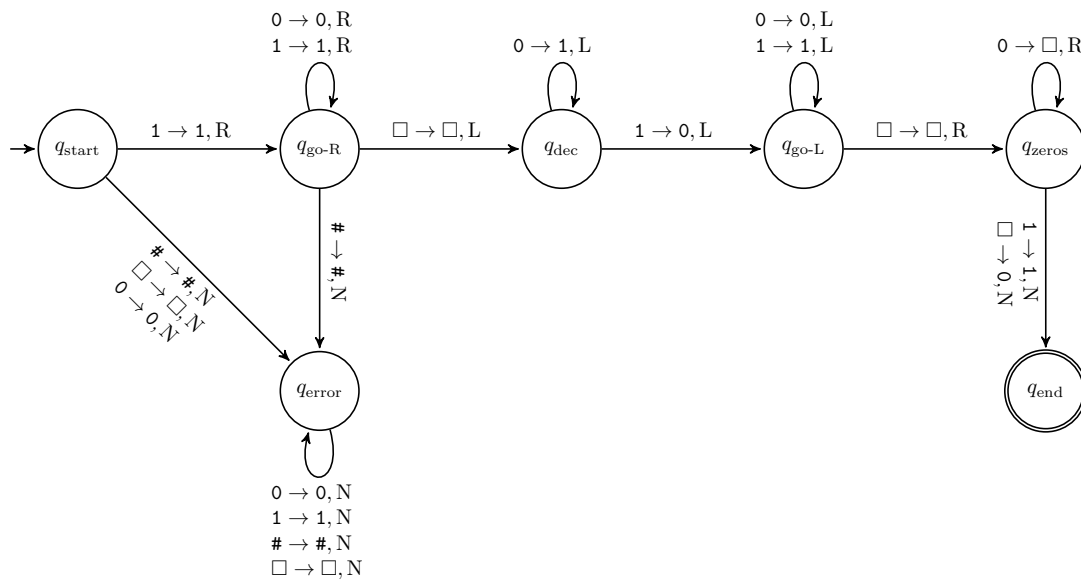 0 → 0, R
1 → 1, R
0 → 1, L
0 → 0, L
1 → 1, L
0 → □, R
q_start
1 → 1, R
q_go-R
□ → □, L
q_dec
1 → 0, L
q_go-L
□ → □, R
q_zeros
# → #, N
□ → □, N
0 → 0, N
# → #, N
1 → 1, N
□ → 0, N
q_error
q_end
0 → 0, N
1 → 1, N
# → #, N
□ → □, N